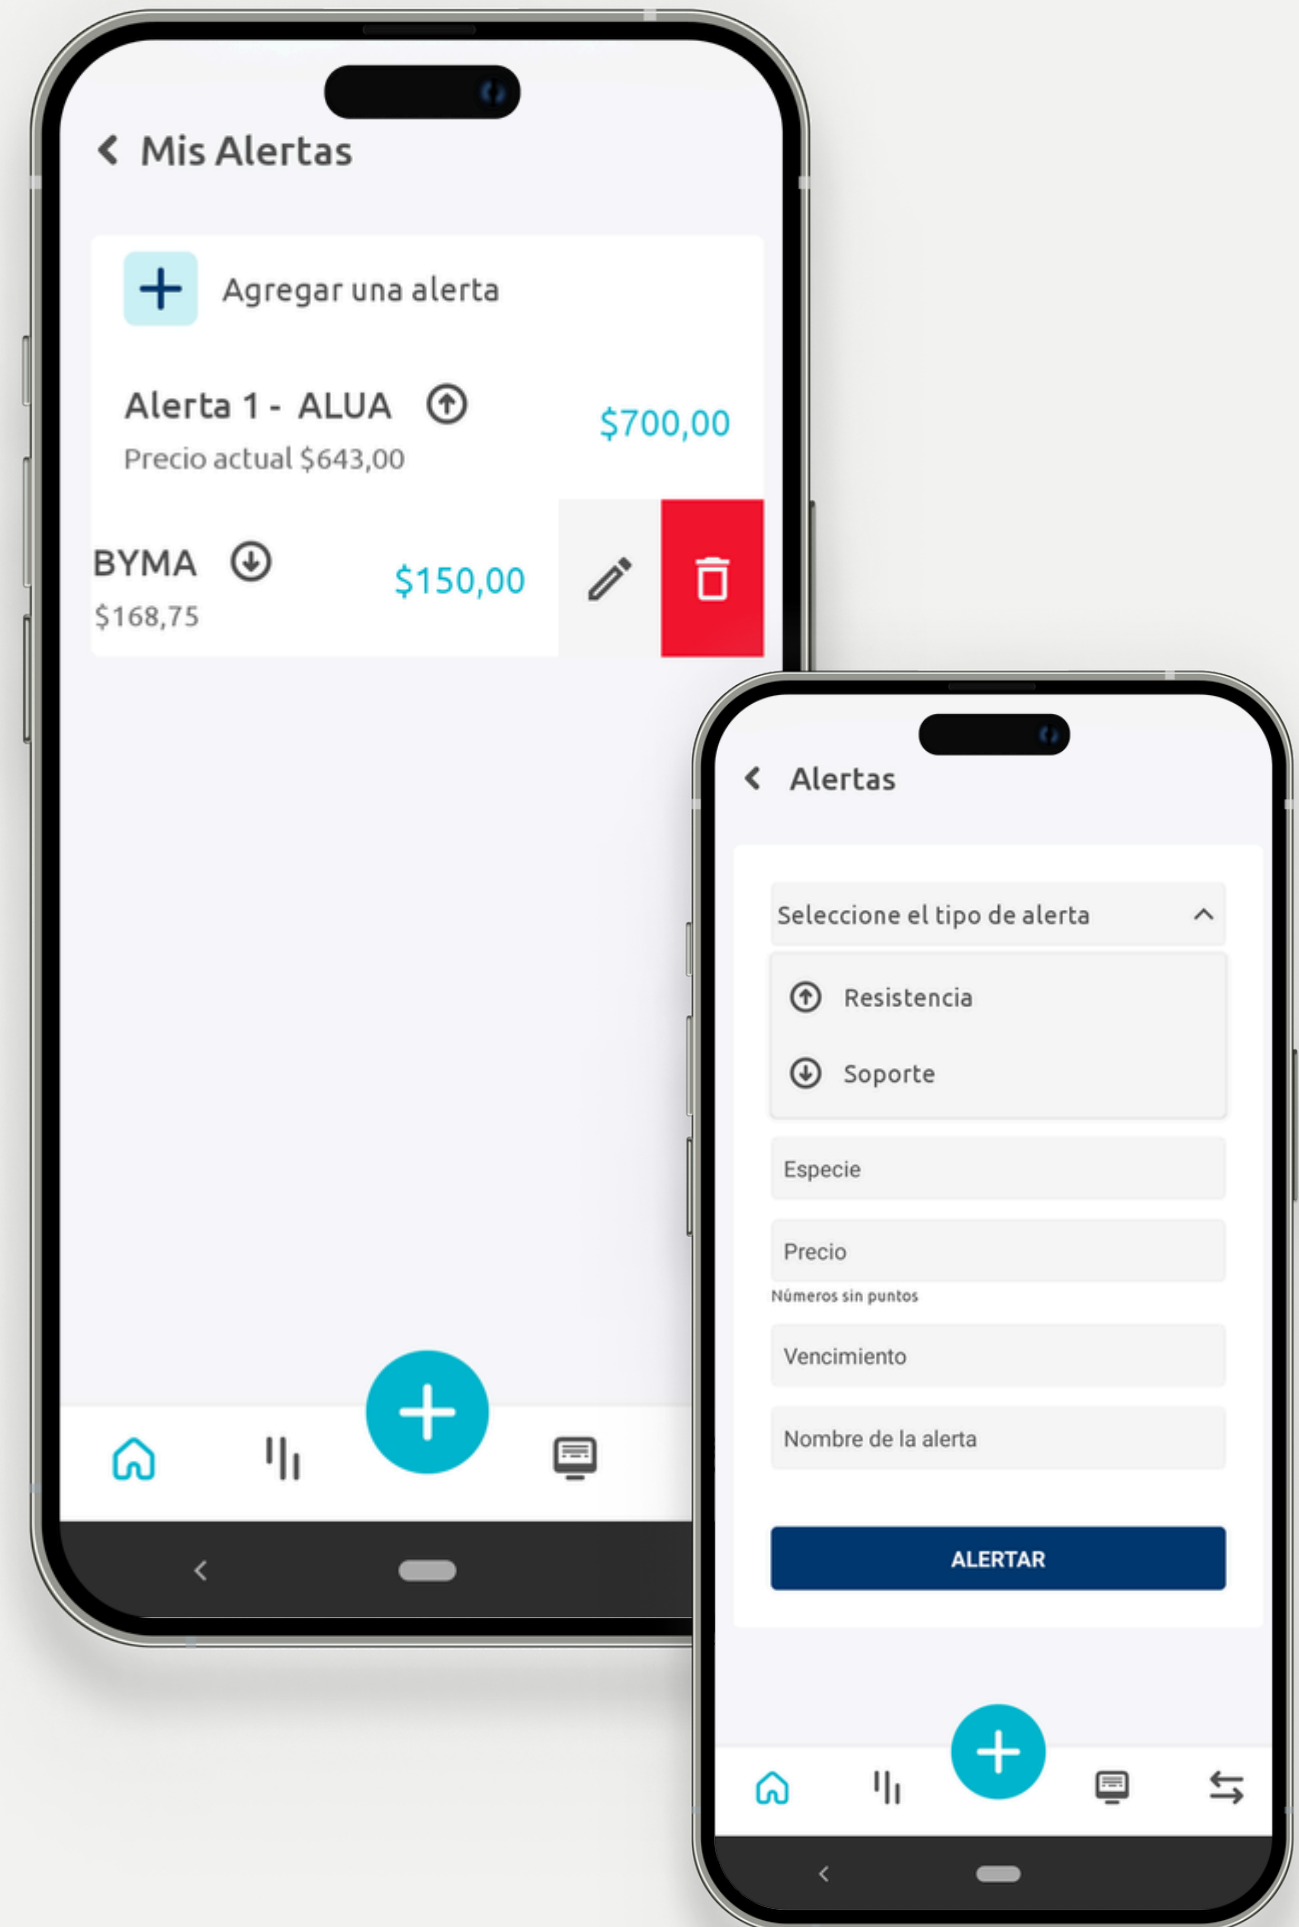 Mis Alertas
Agregar una alerta
Alerta 1 - ALUA
$700,00
Precio actual $643,00
BYMA
$150,00
$168,75
Alertas
Seleccione el tipo de alerta
Resistencia
Soporte
Especie
Precio
Números sin puntos
Vencimiento
Nombre de la alerta
ALERTAR